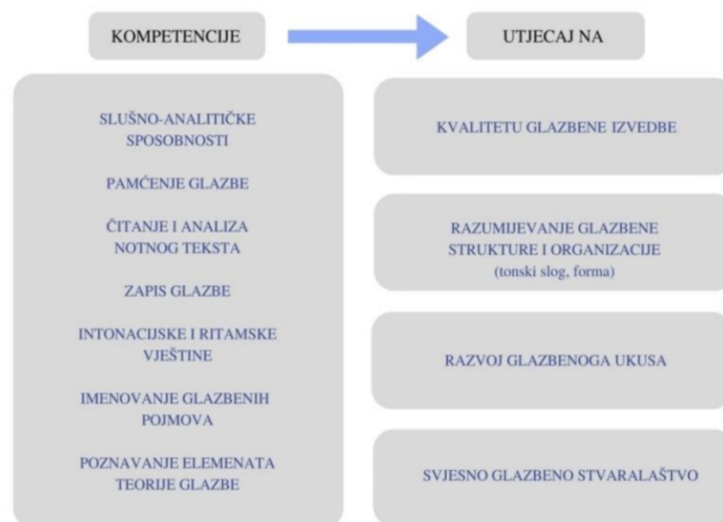 KOMPETENCIJE
UTJECAJ NA
SLUŠNO-ANALITIČKE
SPOSOBNOSTI
PAMĆENJE GLAZBE
ČITANJE I ANALIZA
NOTNOG TEKSTA
ZAPIS GLAZBE
INTONACIJSKE I RITAMSKE
VJEŠTINE
IMENOVANJE GLAZBENIH
POJMOVA
POZNAVANJE ELEMENATA
TEORIJE GLAZBE
KVALITETU GLAZBENE IZVEDBE
RAZUMIJEVANJE GLAZBENE
STRUKTURE I ORGANIZACIJE
(tonski slog, forma)
RAZVOJ GLAZBENOGA UKUSA
SVJESNO GLAZBENO STVARALAŠTVO